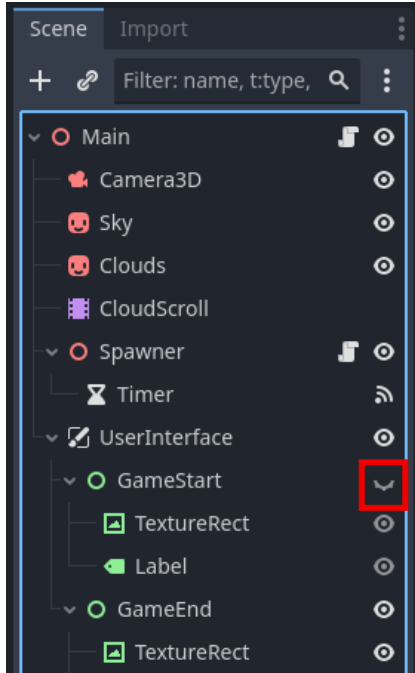 Scene Import
Filter: name, t:type,
Main
Camera3D
Sky
Clouds
CloudScroll
Spawner
Timer
UserInterface
GameStart
TextureRect
Label
GameEnd
TextureRect